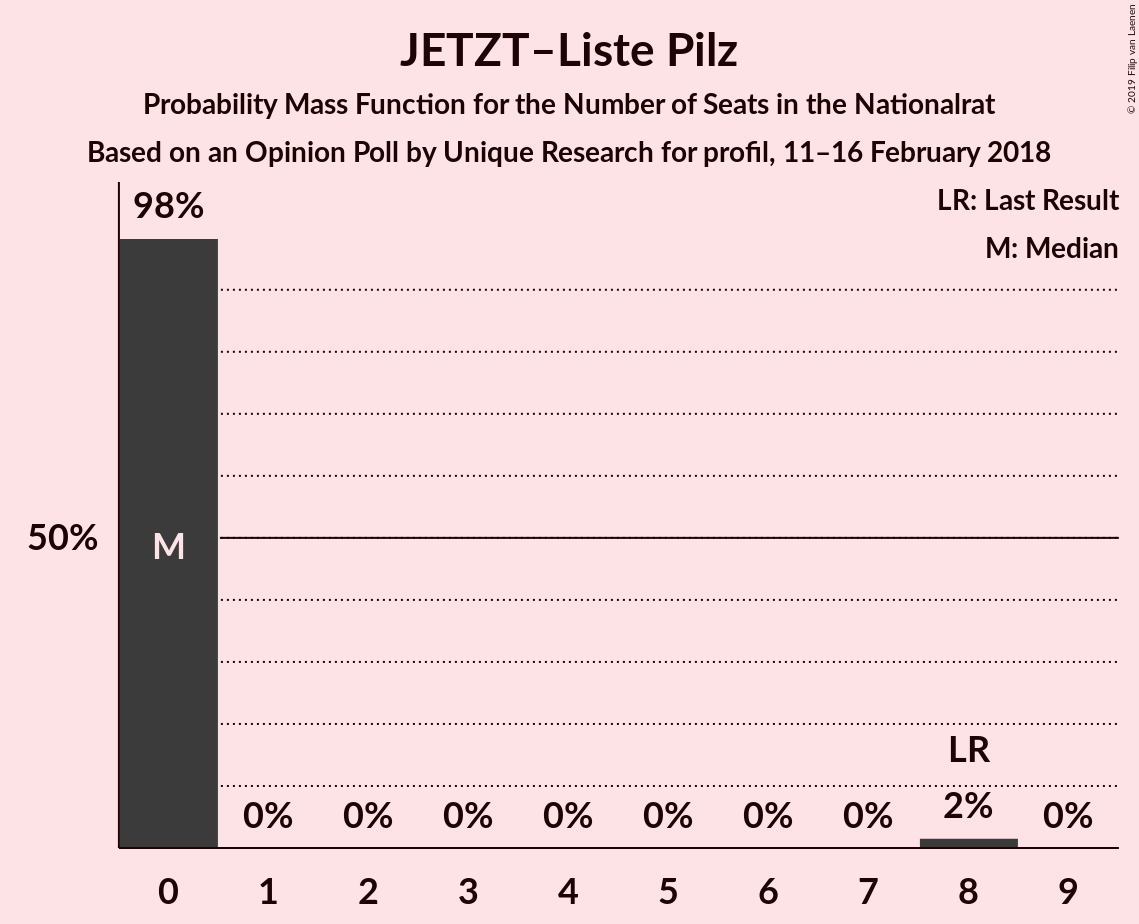 JETZT–Liste Pilz
Probability Mass Function for the Number of Seats in the Nationalrat
Based on an Opinion Poll by Unique Research for profil, 11–16 February 2018
© 2019 Filip van Laenen
LR: Last Result
M: Median
98%
50%
M
LR
0% 0% 0% 0% 0% 0% 0% 2% 0%
0 1 2 3 4 5 6 7 8 9